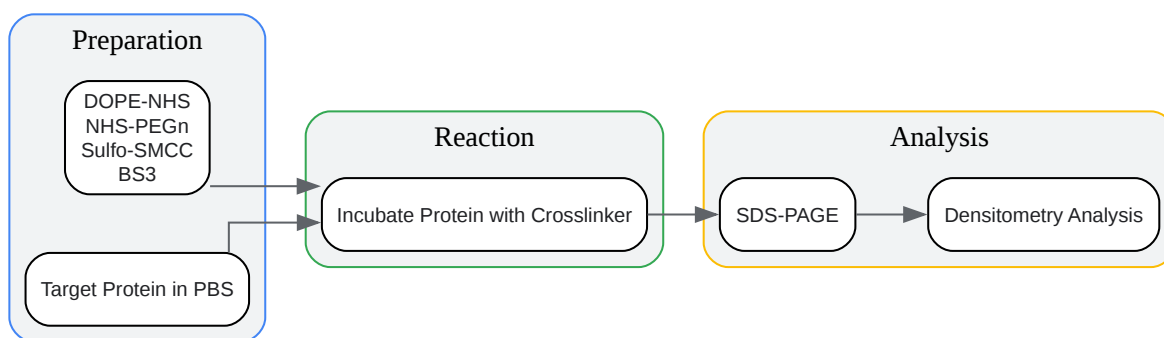 Preparation
DOPE-NHS
NHS-PEGn
Sulfo-SMCC
BS3
Target Protein in PBS
Reaction
Incubate Protein with Crosslinker
Analysis
SDS-PAGE
Densitometry Analysis